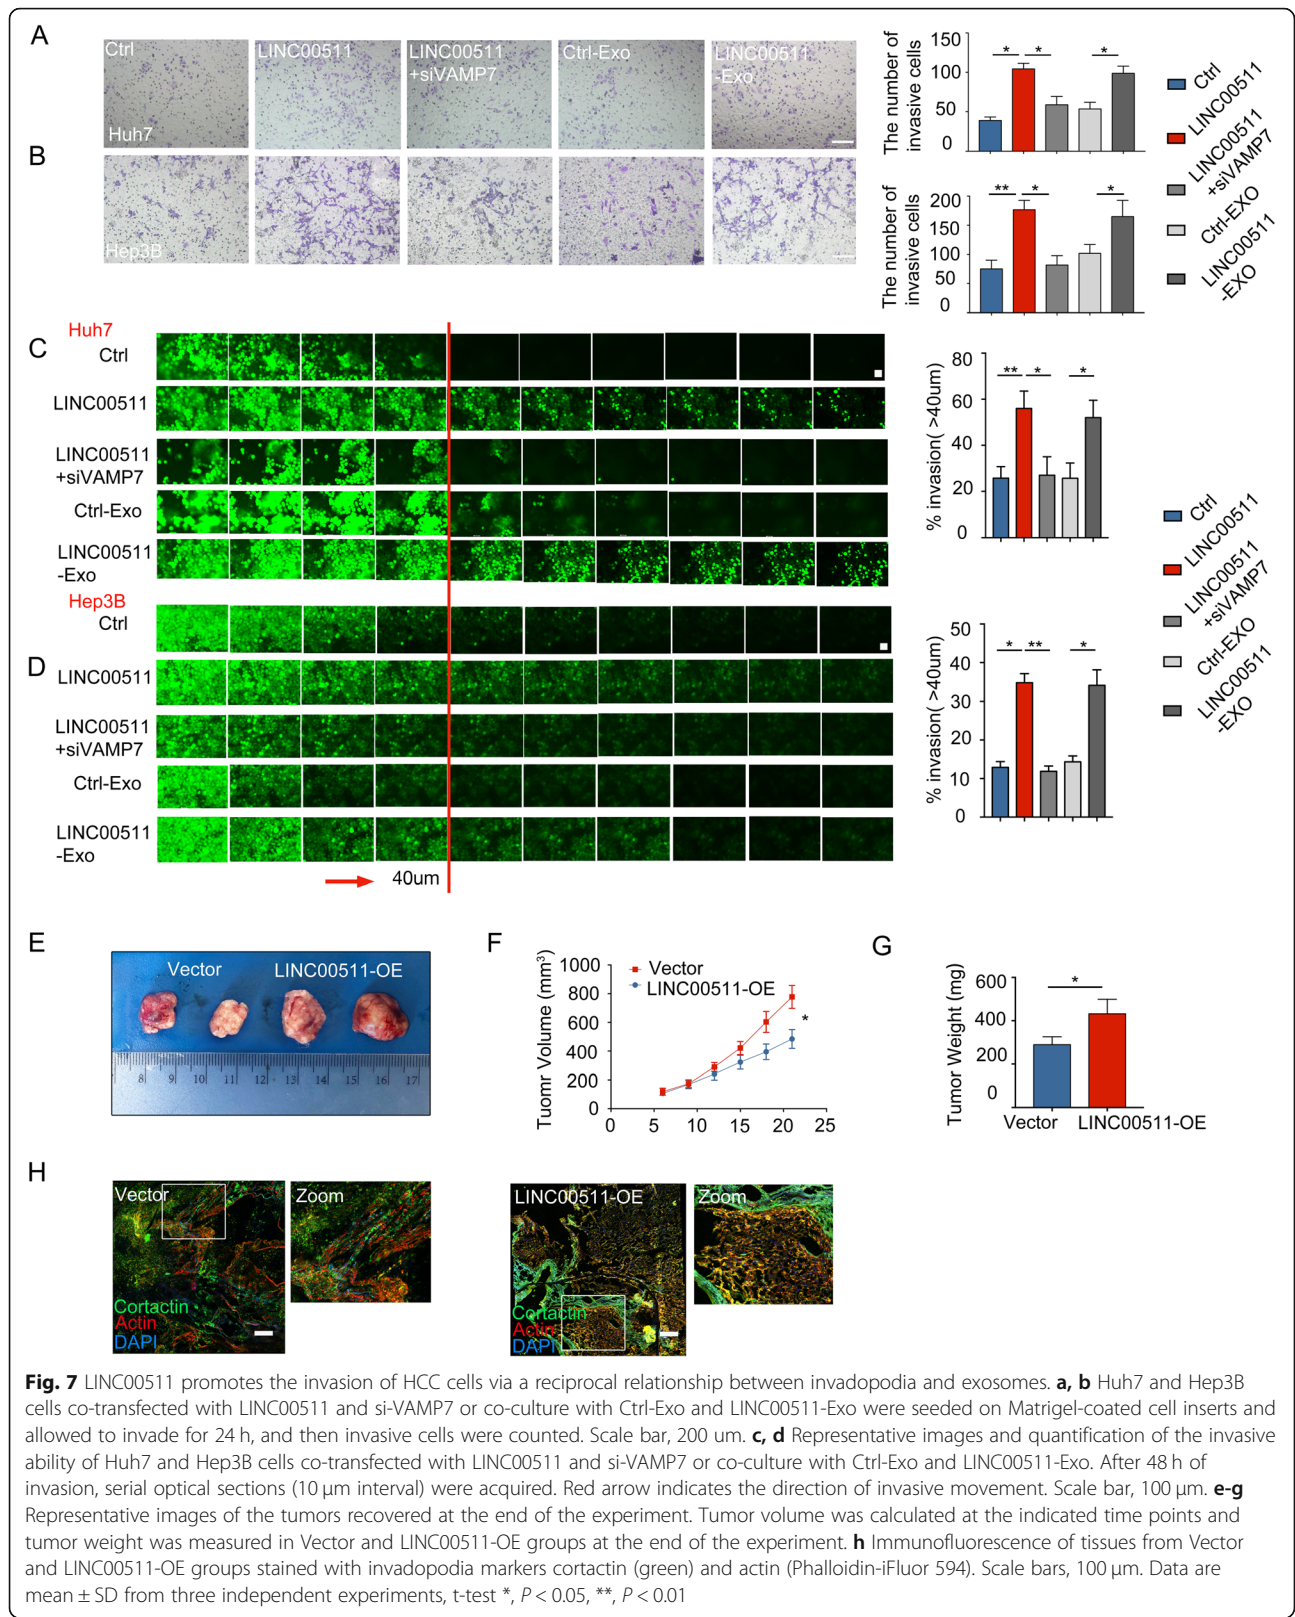 A
Ctrl
LINC00511
LINC00511
+siVAMP7
Ctrl-Exo
LINC00511
-Exo
Huh7
B
Hep3B
The number of
invasive cells
150
100
50
0
* * *
Ctrl
LINC00511
LINC00511
+siVAMP7
Ctrl-EXO
LINC00511
-EXO
The number of
invasive cells
200
150
100
50
0
** * *
C
Huh7
Ctrl
LINC00511
LINC00511
+siVAMP7
Ctrl-Exo
LINC00511
-Exo
% invasion( >40um)
80
60
40
20
0
** * *
Hep3B
Ctrl
D
LINC00511
LINC00511
+siVAMP7
Ctrl-Exo
LINC00511
-Exo
40um
% invasion( >40um)
50
40
30
20
10
0
* ** *
Ctrl
LINC00511
LINC00511
+siVAMP7
Ctrl-EXO
LINC00511
-EXO
E
Vector
LINC00511-OE
8 9 10 11 12 13 14 15 16 17
F
Tuomr Volume (mm³)
1000
800
600
400
200
0
0 5 10 15 20 25
Vector
LINC00511-OE
*
G
Tumor Weight (mg)
600
400
200
0
*
Vector LINC00511-OE
H
Vector
Cortactin
Actin
DAPI
Zoom
LINC00511-OE
Cortactin
Actin
DAPI
Zoom
Fig. 7 LINC00511 promotes the invasion of HCC cells via a reciprocal relationship between invadopodia and exosomes. a, b Huh7 and Hep3B
cells co-transfected with LINC00511 and si-VAMP7 or co-culture with Ctrl-Exo and LINC00511-Exo were seeded on Matrigel-coated cell inserts and
allowed to invade for 24 h, and then invasive cells were counted. Scale bar, 200 um. c, d Representative images and quantification of the invasive
ability of Huh7 and Hep3B cells co-transfected with LINC00511 and si-VAMP7 or co-culture with Ctrl-Exo and LINC00511-Exo. After 48 h of
invasion, serial optical sections (10 μm interval) were acquired. Red arrow indicates the direction of invasive movement. Scale bar, 100 μm. e-g
Representative images of the tumors recovered at the end of the experiment. Tumor volume was calculated at the indicated time points and
tumor weight was measured in Vector and LINC00511-OE groups at the end of the experiment. h Immunofluorescence of tissues from Vector
and LINC00511-OE groups stained with invadopodia markers cortactin (green) and actin (Phalloidin-iFluor 594). Scale bars, 100 μm. Data are
mean ± SD from three independent experiments, t-test *, P < 0.05, **, P < 0.01